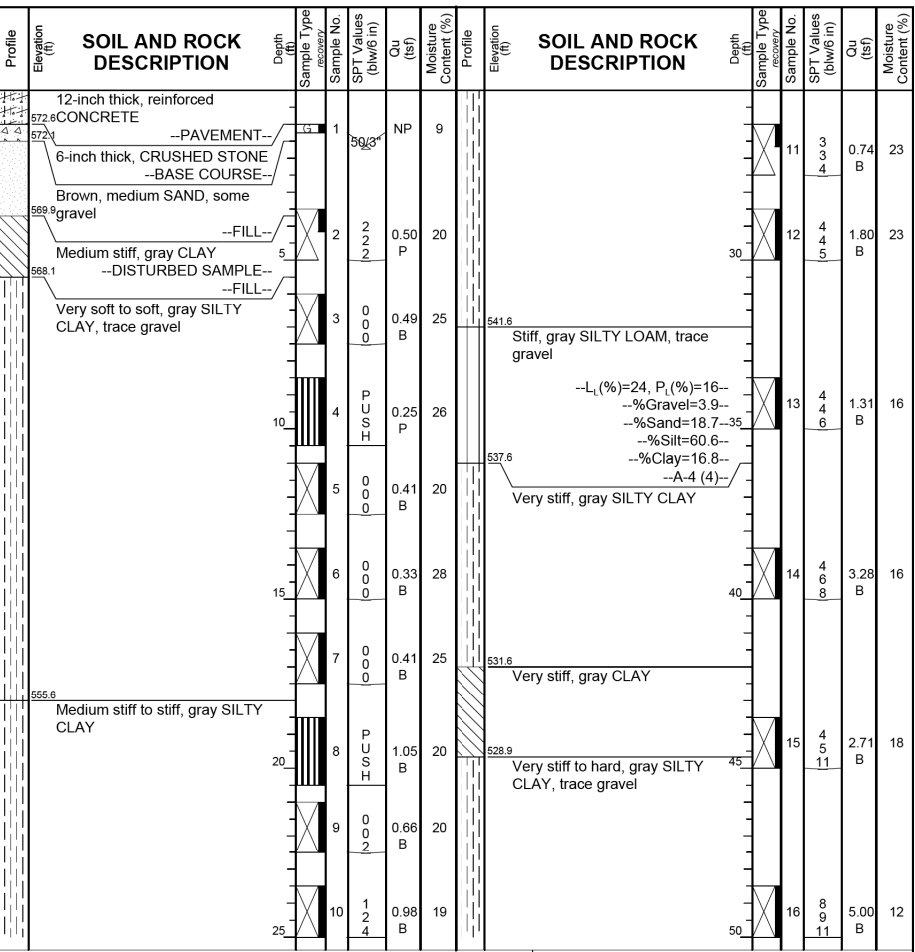 Profile
Elevation (ft)
SOIL AND ROCK
DESCRIPTION
Depth (ft)
Sample Type
recovery
Sample No.
SPT Values (blw/6 in)
Qu (tsf)
Moisture Content (%)
12-inch thick, reinforced
572.6 CONCRETE
--PAVEMENT--
572.1
6-inch thick, CRUSHED STONE
--BASE COURSE--
Brown, medium SAND, some
569.9 gravel
--FILL--
Medium stiff, gray CLAY
--DISTURBED SAMPLE--
568.1
--FILL--
Very soft to soft, gray SILTY
CLAY, trace gravel
555.6
Medium stiff to stiff, gray SILTY
CLAY
5
10
15
20
25
G 1 50/3" NP 9
2 2 2 2 0.50 P 20
3 0 0 0 0.49 B 25
4 PUSH 0.25 P 26
5 0 0 0 0.41 B 20
6 0 0 0 0.33 B 28
7 0 0 0 0.41 B 25
8 PUSH 1.05 B 20
9 0 0 2 0.66 B 20
10 1 2 4 0.98 B 19
Profile
Elevation (ft)
SOIL AND ROCK
DESCRIPTION
Depth (ft)
Sample Type
recovery
Sample No.
SPT Values (blw/6 in)
Qu (tsf)
Moisture Content (%)
541.6
Stiff, gray SILTY LOAM, trace
gravel
--LL(%)=24, PL(%)=16--
--%Gravel=3.9--
--%Sand=18.7--
--%Silt=60.6--
--%Clay=16.8--
537.6
--A-4 (4)--
Very stiff, gray SILTY CLAY
531.6
Very stiff, gray CLAY
528.9
Very stiff to hard, gray SILTY
CLAY, trace gravel
30
35
40
45
50
11 3 3 4 0.74 B 23
12 4 4 5 1.80 B 23
13 4 4 6 1.31 B 16
14 4 6 8 3.28 B 16
15 4 5 11 2.71 B 18
16 8 9 11 5.00 B 12